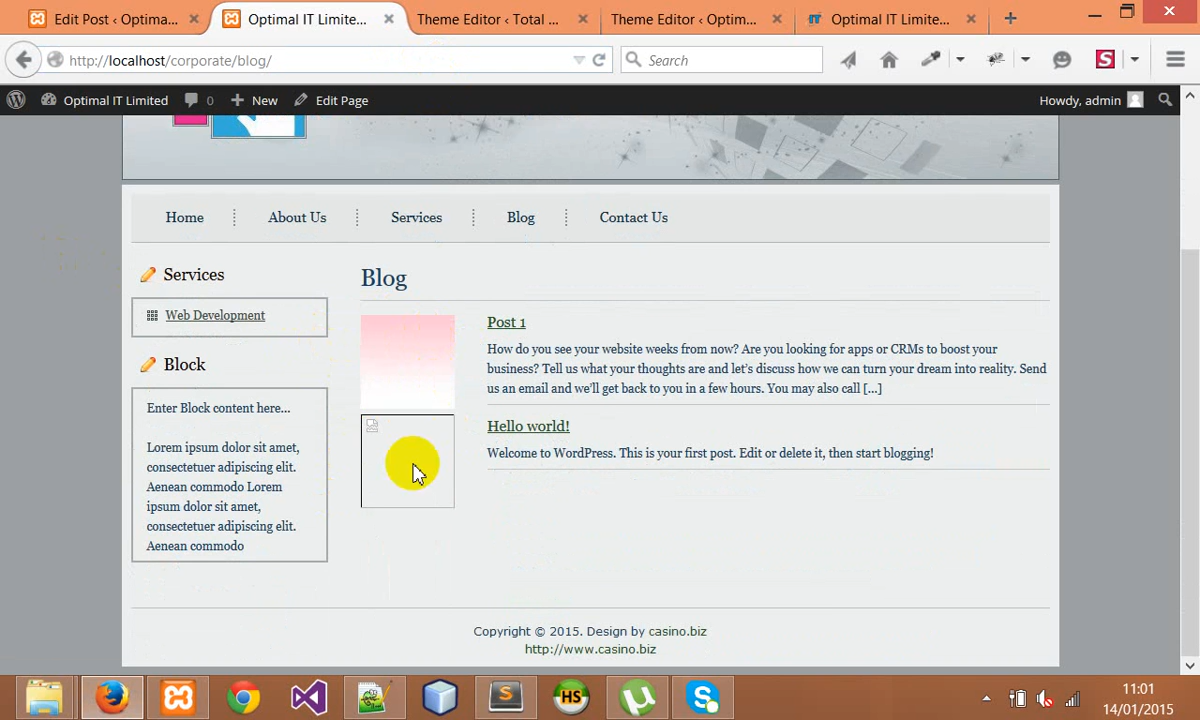 Edit Post ‹ Optima...
Optimal IT Limite...
Theme Editor ‹ Total ...
Theme Editor ‹ Optim...
Optimal IT Limite...
http://localhost/corporate/blog/
Search
Optimal IT Limited
0
New
Edit Page
Howdy, admin
Home
About Us
Services
Blog
Contact Us
Services
Web Development
Block
Enter Block content here...
Lorem ipsum dolor sit amet,
consectetuer adipiscing elit.
Aenean commodo Lorem
ipsum dolor sit amet,
consectetuer adipiscing elit.
Aenean commodo
Blog
Post 1
How do you see your website weeks from now? Are you looking for apps or CRMs to boost your
business? Tell us what your thoughts are and let's discuss how we can turn your dream into reality. Send
us an email and we'll get back to you in a few hours. You may also call [...]
Hello world!
Welcome to WordPress. This is your first post. Edit or delete it, then start blogging!
Copyright © 2015. Design by casino.biz
http://www.casino.biz
S
HS
S
11:01
14/01/2015